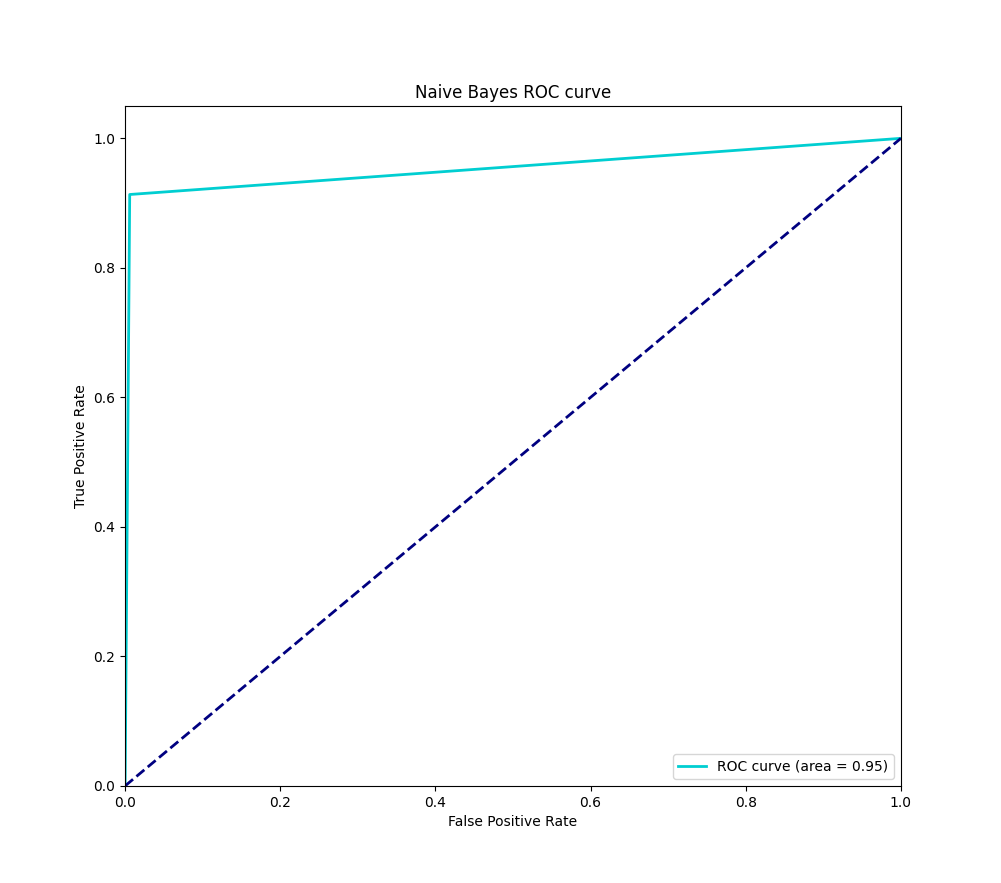 Naive Bayes ROC curve
1.0
0.8
0.6
0.4
0.2
0.0
True Positive Rate
ROC curve (area = 0.95)
0.0 0.2 0.4 0.6 0.8 1.0
False Positive Rate